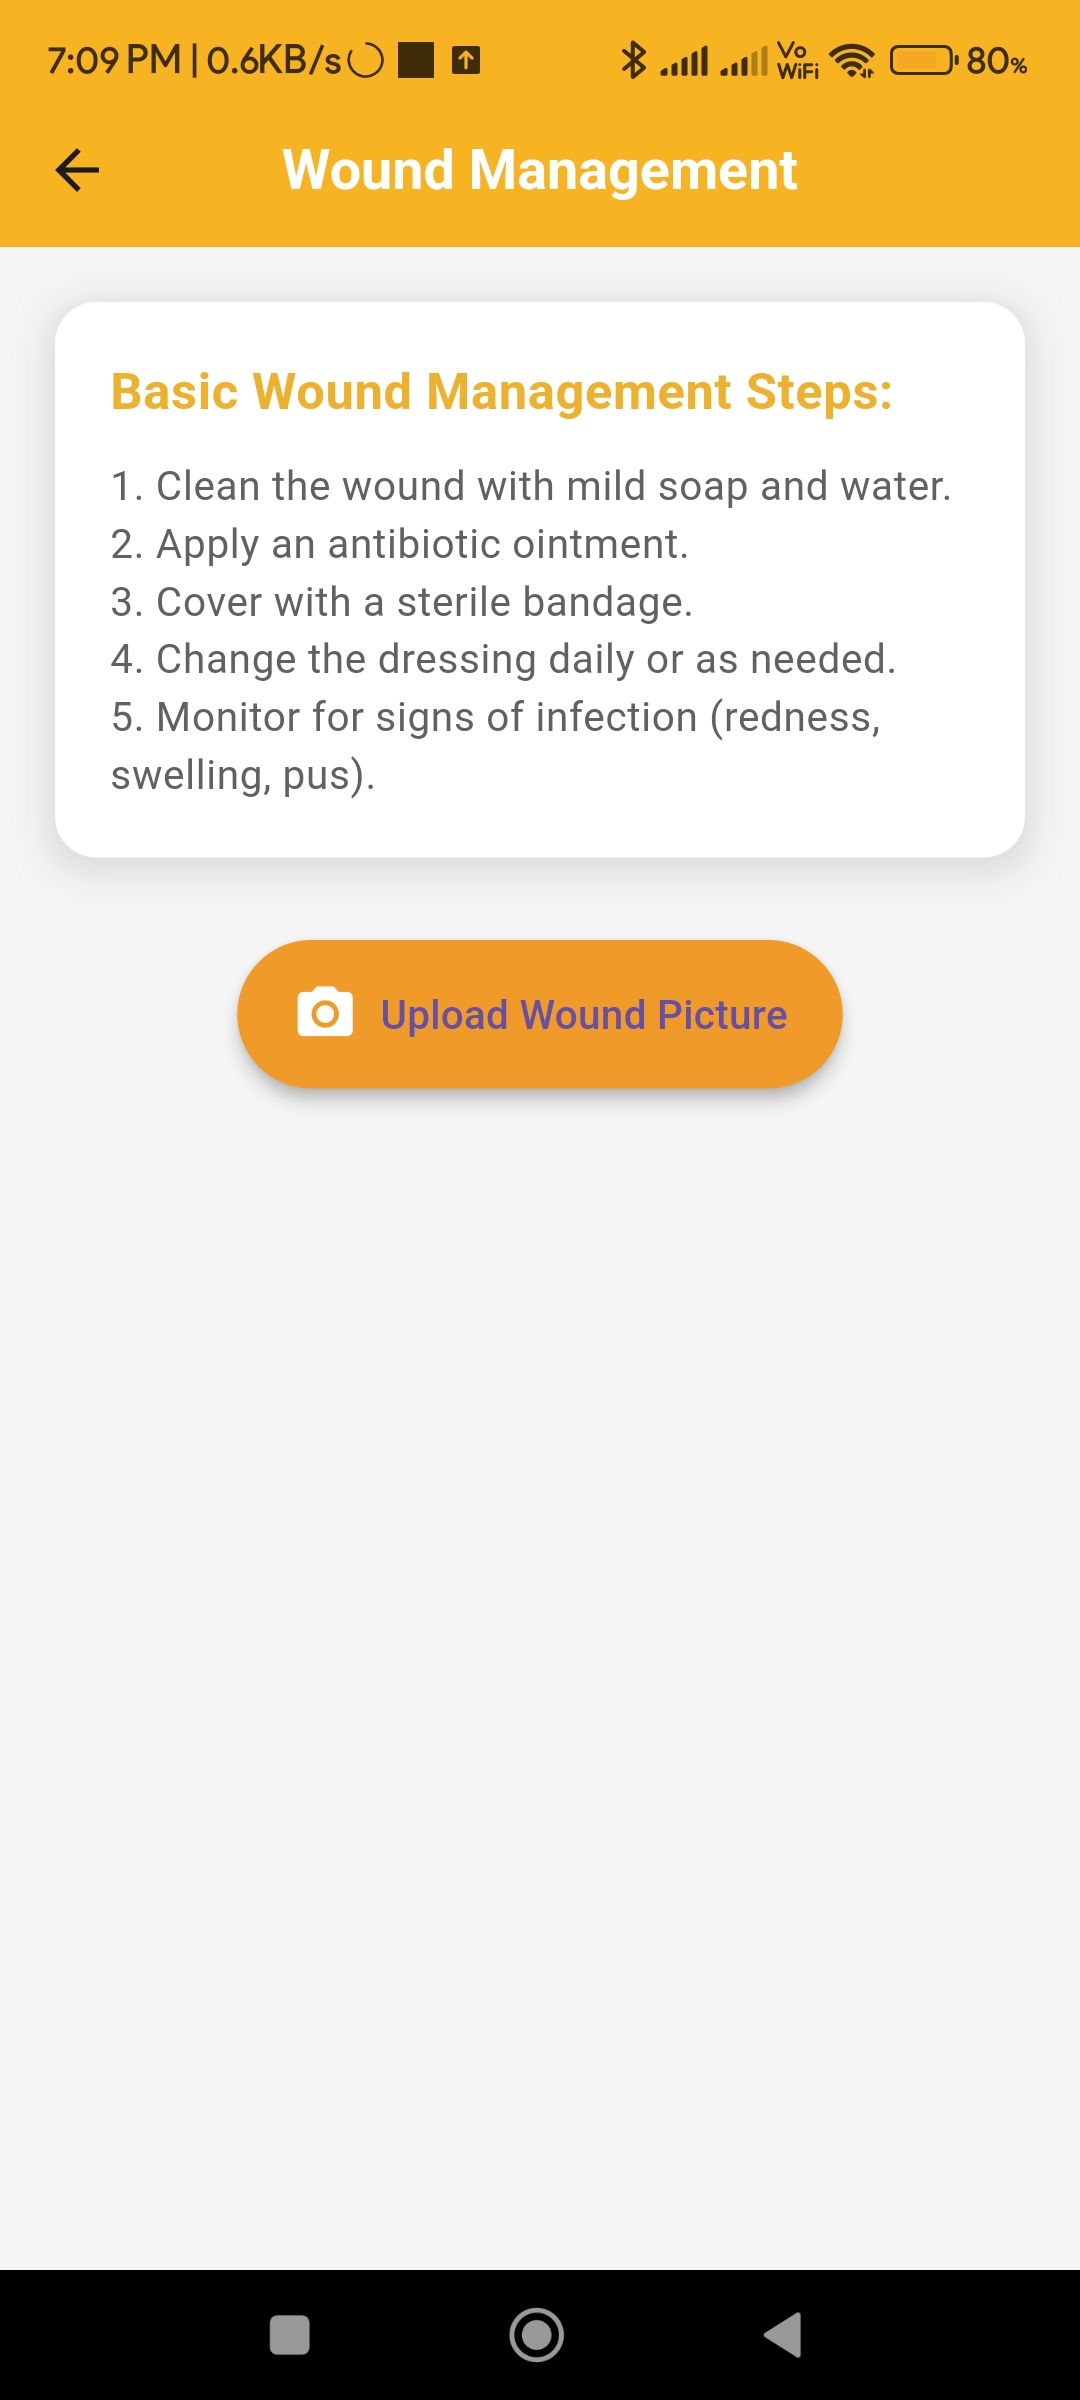 7:09 PM | 0.6KB/s Vo WiFi 80%
Wound Management
Basic Wound Management Steps:
1. Clean the wound with mild soap and water.
2. Apply an antibiotic ointment.
3. Cover with a sterile bandage.
4. Change the dressing daily or as needed.
5. Monitor for signs of infection (redness,
swelling, pus).
Upload Wound Picture